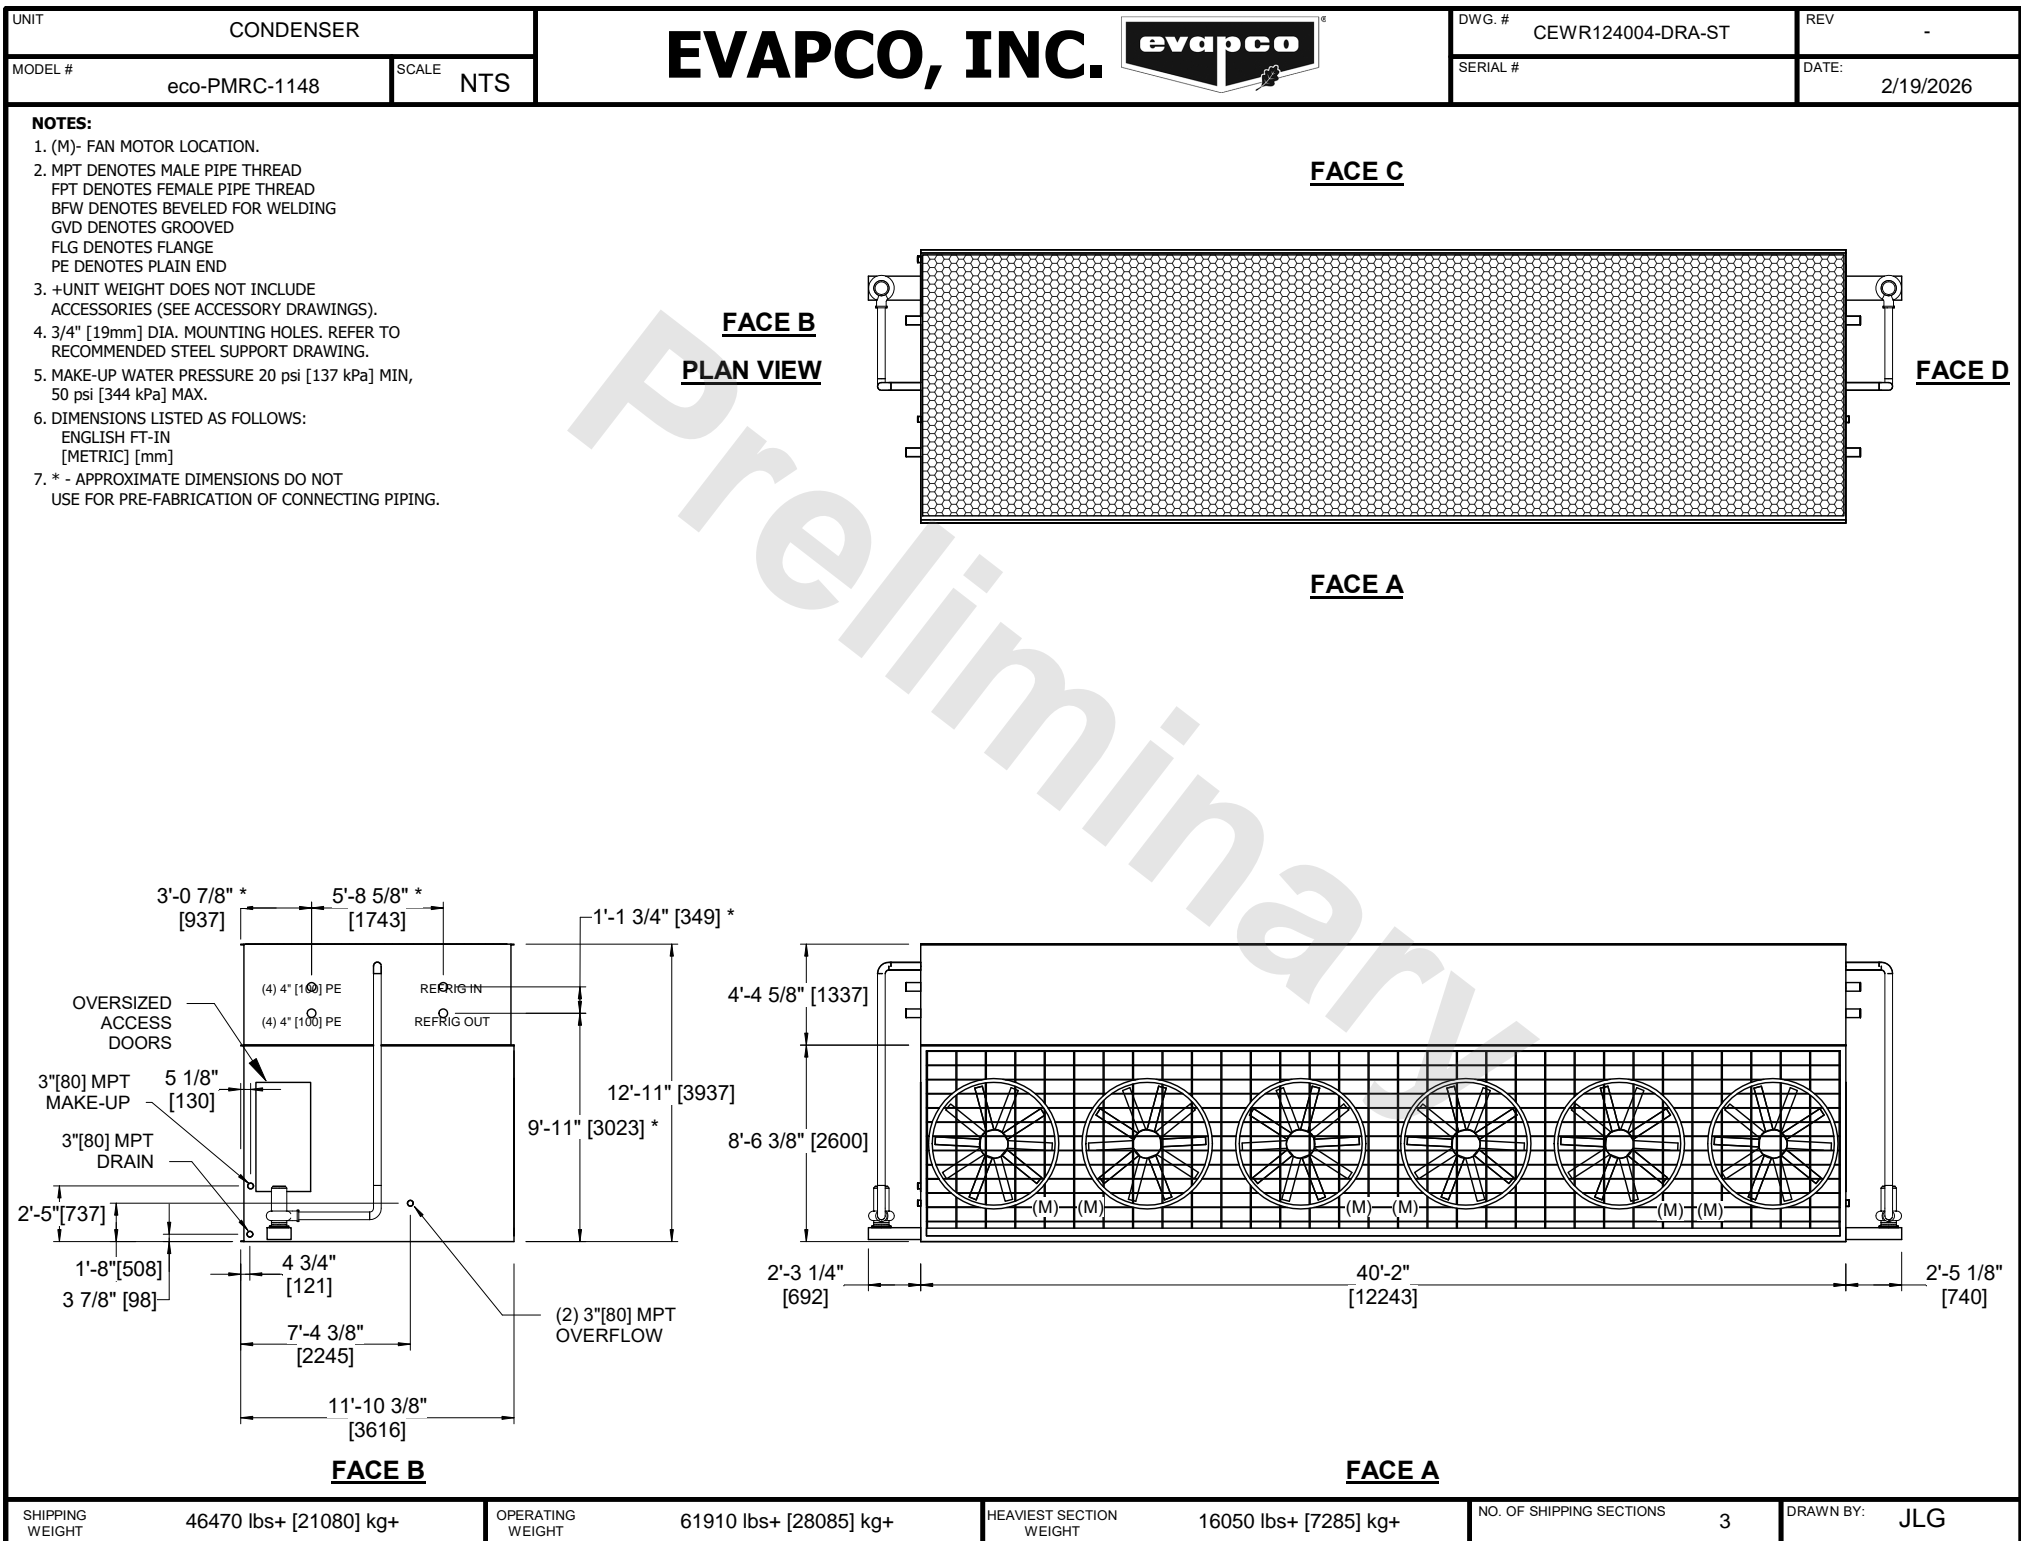 UNIT
CONDENSER
MODEL #
eco-PMRC-1148
SCALE
NTS
EVAPCO, INC.
evapco
®
DWG. #
CEWR124004-DRA-ST
REV
-
SERIAL #
DATE:
2/19/2026
NOTES:
1. (M)- FAN MOTOR LOCATION.
2. MPT DENOTES MALE PIPE THREAD
FPT DENOTES FEMALE PIPE THREAD
BFW DENOTES BEVELED FOR WELDING
GVD DENOTES GROOVED
FLG DENOTES FLANGE
PE DENOTES PLAIN END
3. +UNIT WEIGHT DOES NOT INCLUDE
ACCESSORIES (SEE ACCESSORY DRAWINGS).
4. 3/4" [19mm] DIA. MOUNTING HOLES. REFER TO
RECOMMENDED STEEL SUPPORT DRAWING.
5. MAKE-UP WATER PRESSURE 20 psi [137 kPa] MIN,
50 psi [344 kPa] MAX.
6. DIMENSIONS LISTED AS FOLLOWS:
ENGLISH FT-IN
[METRIC] [mm]
7. * - APPROXIMATE DIMENSIONS DO NOT
USE FOR PRE-FABRICATION OF CONNECTING PIPING.
FACE C
FACE B
PLAN VIEW
FACE D
FACE A
Preliminary
3'-0 7/8" *
[937]
5'-8 5/8" *
[1743]
1'-1 3/4" [349] *
(4) 4" [100] PE
REFRIG IN
(4) 4" [100] PE
REFRIG OUT
OVERSIZED
ACCESS
DOORS
3"[80] MPT
MAKE-UP
5 1/8"
[130]
3"[80] MPT
DRAIN
12'-11" [3937]
9'-11" [3023] *
2'-5"[737]
1'-8"[508]
3 7/8" [98]
4 3/4"
[121]
(2) 3"[80] MPT
OVERFLOW
7'-4 3/8"
[2245]
11'-10 3/8"
[3616]
FACE B
4'-4 5/8" [1337]
8'-6 3/8" [2600]
(M) (M) (M) (M) (M) (M)
2'-3 1/4"
[692]
40'-2"
[12243]
2'-5 1/8"
[740]
FACE A
SHIPPING
WEIGHT
46470 lbs+ [21080] kg+
OPERATING
WEIGHT
61910 lbs+ [28085] kg+
HEAVIEST SECTION
WEIGHT
16050 lbs+ [7285] kg+
NO. OF SHIPPING SECTIONS
3
DRAWN BY:
JLG